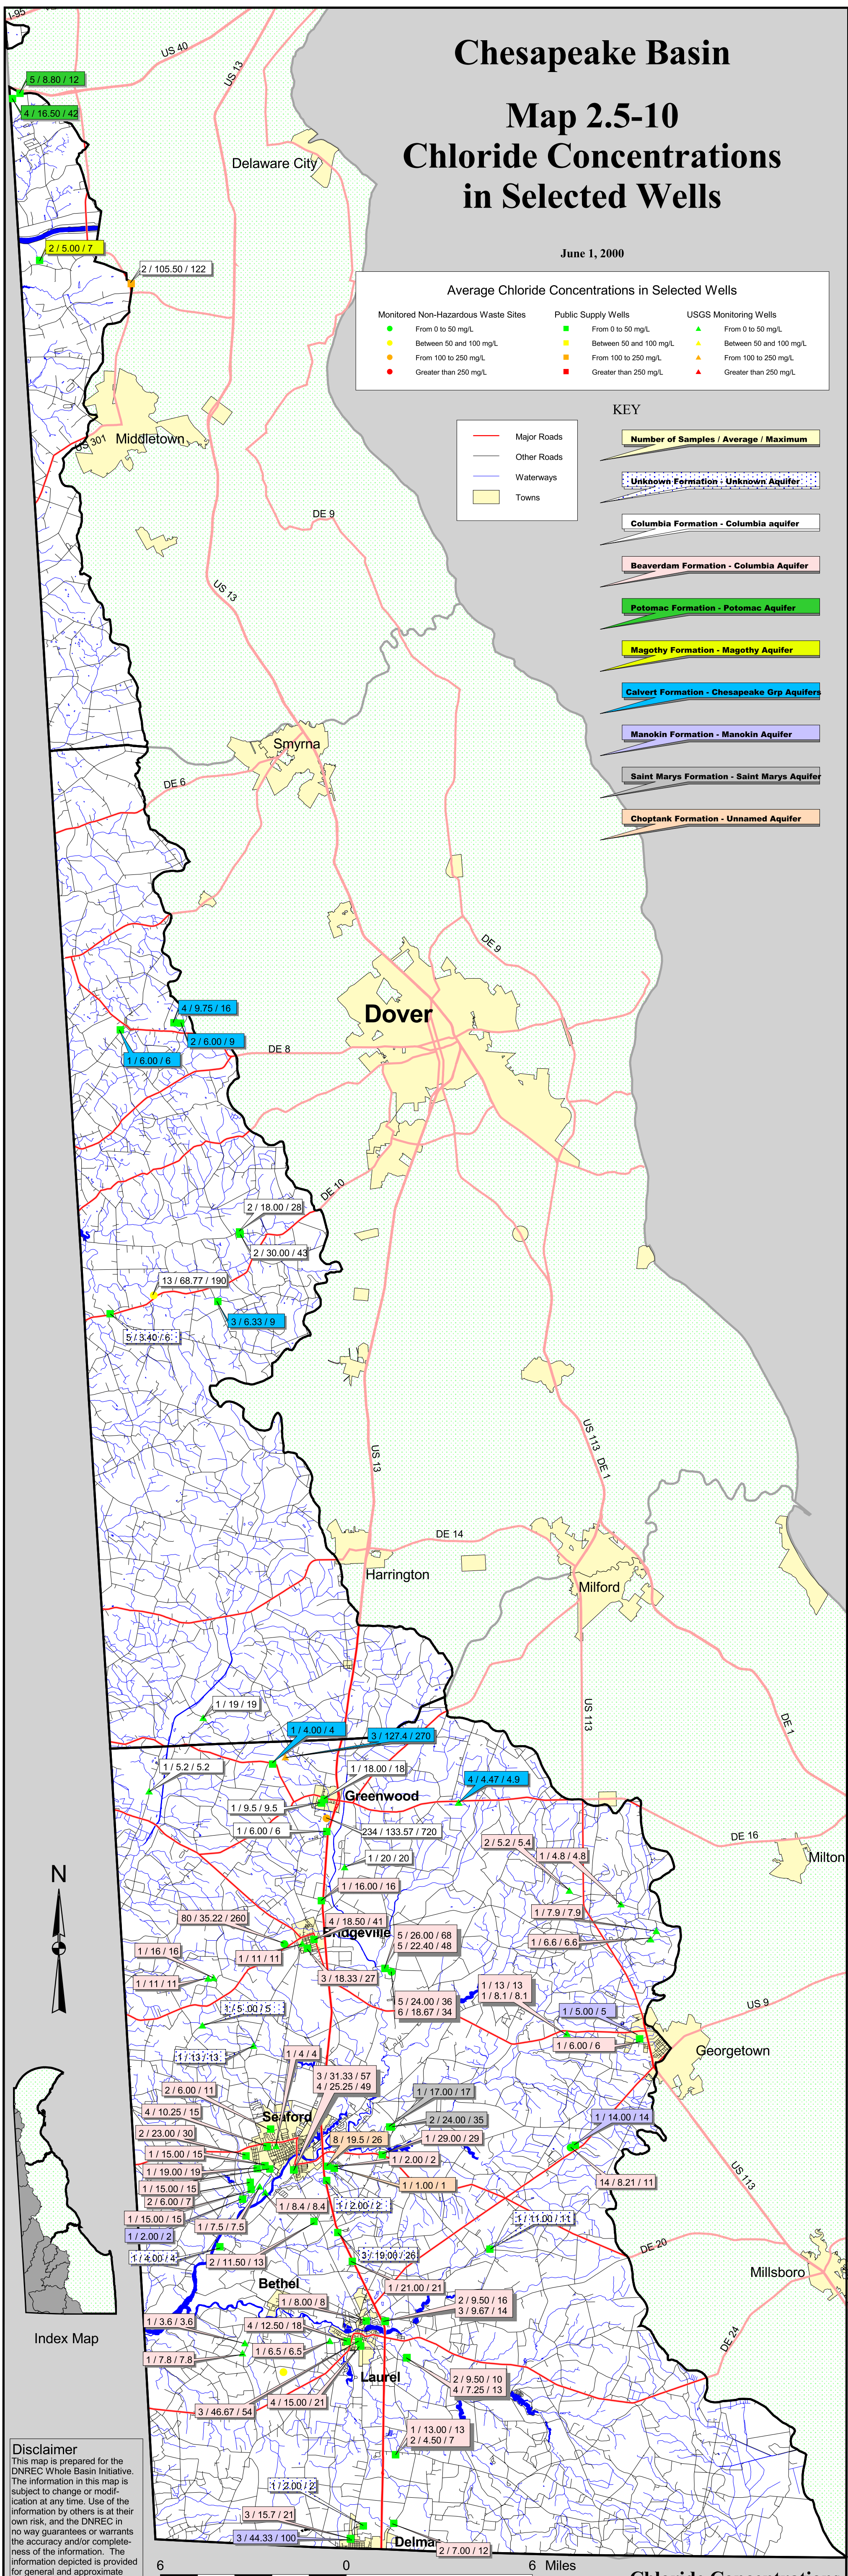 Chesapeake Basin
Map 2.5-10
Chloride Concentrations
in Selected Wells
June 1, 2000
Average Chloride Concentrations in Selected Wells
Monitored Non-Hazardous Waste Sites
From 0 to 50 mg/L
Between 50 and 100 mg/L
From 100 to 250 mg/L
Greater than 250 mg/L
Public Supply Wells
From 0 to 50 mg/L
Between 50 and 100 mg/L
From 100 to 250 mg/L
Greater than 250 mg/L
USGS Monitoring Wells
From 0 to 50 mg/L
Between 50 and 100 mg/L
From 100 to 250 mg/L
Greater than 250 mg/L
KEY
Major Roads
Other Roads
Waterways
Towns
Number of Samples / Average / Maximum
Unknown Formation - Unknown Aquifer
Columbia Formation - Columbia aquifer
Beaverdam Formation - Columbia Aquifer
Potomac Formation - Potomac Aquifer
Magothy Formation - Magothy Aquifer
Calvert Formation - Chesapeake Grp Aquifers
Manokin Formation - Manokin Aquifer
Saint Marys Formation - Saint Marys Aquifer
Choptank Formation - Unnamed Aquifer
I-95
US 40
US 13
5 / 8.80 / 12
4 / 16.50 / 42
Delaware City
2 / 5.00 / 7
2 / 105.50 / 122
US 301
Middletown
DE 9
US 13
Smyrna
DE 6
DE 9
Dover
4 / 9.75 / 16
2 / 6.00 / 9
1 / 6.00 / 6
DE 8
DE 10
2 / 18.00 / 28
2 / 30.00 / 43
13 / 68.77 / 190
3 / 6.33 / 9
5 / 3.40 / 6
US 13
US 113
DE 1
DE 14
Harrington
Milford
US 113
DE 1
1 / 19 / 19
1 / 4.00 / 4
3 / 127.4 / 270
1 / 5.2 / 5.2
1 / 18.00 / 18
4 / 4.47 / 4.9
Greenwood
1 / 9.5 / 9.5
1 / 6.00 / 6
234 / 133.57 / 720
DE 16
Milton
2 / 5.2 / 5.4
1 / 4.8 / 4.8
1 / 20 / 20
1 / 16.00 / 16
80 / 35.22 / 260
4 / 18.50 / 41
Bridgeville
1 / 7.9 / 7.9
1 / 6.6 / 6.6
5 / 26.00 / 68
5 / 22.40 / 48
1 / 16 / 16
1 / 11 / 11
3 / 18.33 / 27
1 / 11 / 11
5 / 24.00 / 36
6 / 18.67 / 34
1 / 13 / 13
1 / 8.1 / 8.1
1 / 5.00 / 5
1 / 5.00 / 5
US 9
1 / 6.00 / 6
Georgetown
1 / 13 / 13
1 / 4 / 4
3 / 31.33 / 57
4 / 25.25 / 49
2 / 6.00 / 11
1 / 17.00 / 17
4 / 10.25 / 15
Seaford
2 / 24.00 / 35
1 / 14.00 / 14
2 / 23.00 / 30
8 / 19.5 / 26
1 / 29.00 / 29
1 / 15.00 / 15
1 / 2.00 / 2
1 / 19.00 / 19
14 / 8.21 / 11
1 / 15.00 / 15
1 / 1.00 / 1
2 / 6.00 / 7
1 / 8.4 / 8.4
1 / 2.00 / 2
1 / 15.00 / 15
1 / 7.5 / 7.5
1 / 11.00 / 11
1 / 2.00 / 2
1 / 4.00 / 4
2 / 11.50 / 13
3 / 19.00 / 26
US 113
DE 20
Millsboro
Bethel
1 / 21.00 / 21
1 / 8.00 / 8
2 / 9.50 / 16
3 / 9.67 / 14
1 / 3.6 / 3.6
4 / 12.50 / 18
DE 24
1 / 6.5 / 6.5
1 / 7.8 / 7.8
Laurel
2 / 9.50 / 10
4 / 7.25 / 13
4 / 15.00 / 21
3 / 46.67 / 54
1 / 13.00 / 13
2 / 4.50 / 7
1 / 2.00 / 2
3 / 15.7 / 21
3 / 44.33 / 100
Delmar
2 / 7.00 / 12
N
Index Map
Disclaimer
This map is prepared for the
DNREC Whole Basin Initiative.
The information in this map is
subject to change or modif-
ication at any time. Use of the
information by others is at their
own risk, and the DNREC in
no way guarantees or warrants
the accuracy and/or complete-
ness of the information. The
information depicted is provided
for general and approximate
6 0 6 Miles
Chloride Concentrations